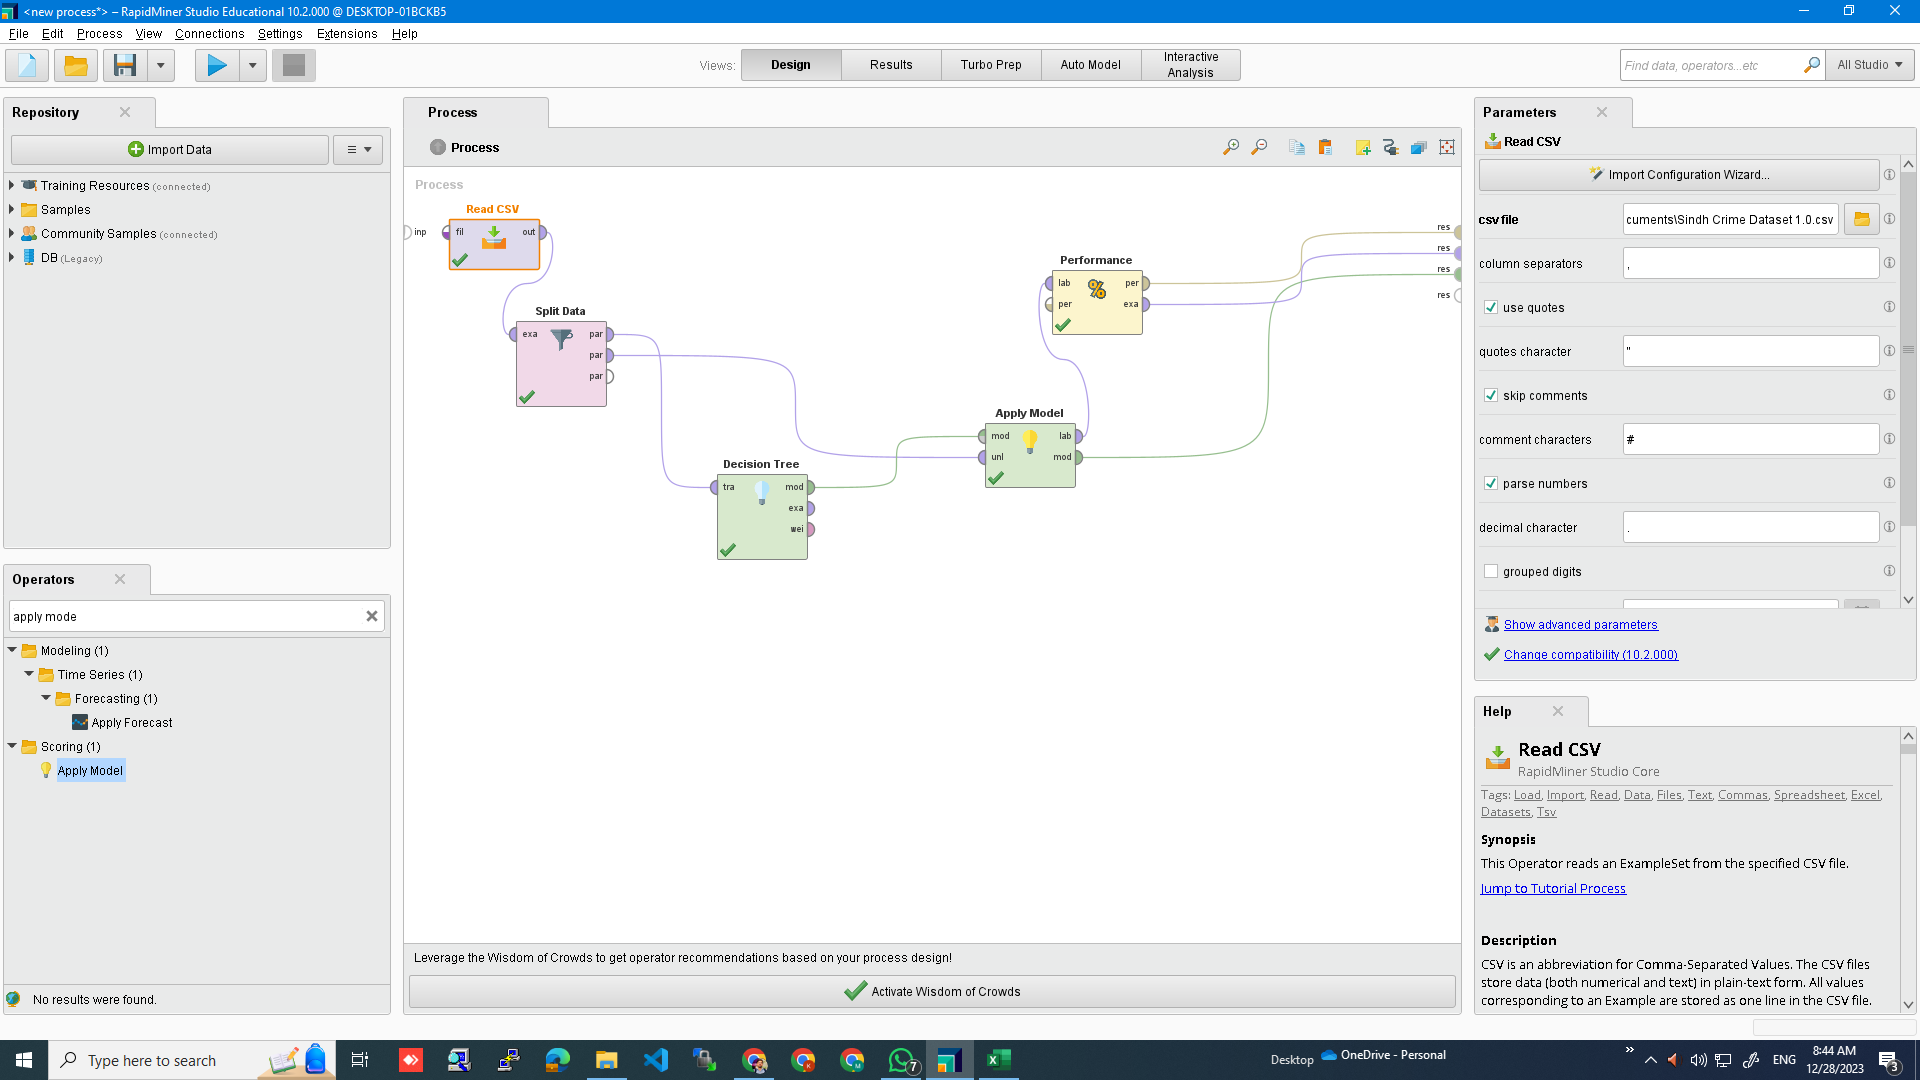 <new process*> – RapidMiner Studio Educational 10.2.000 @ DESKTOP-01BCKB5
File Edit Process View Connections Settings Extensions Help
Views: Design Results Turbo Prep Auto Model Interactive Analysis
Find data, operators...etc All Studio
Repository
Import Data
Training Resources (connected)
Samples
Community Samples (connected)
DB (Legacy)
Operators
apply mode
Modeling (1)
Time Series (1)
Forecasting (1)
Apply Forecast
Scoring (1)
Apply Model
No results were found.
Process
Process
Process
inp
Read CSV
fil out
Split Data
exa par
par
par
Decision Tree
tra mod
exa
wei
Apply Model
mod lab
unl mod
Performance
% 
lab per
per exa
res
res
res
res
Leverage the Wisdom of Crowds to get operator recommendations based on your process design!
Activate Wisdom of Crowds
Parameters
Read CSV
Import Configuration Wizard...
csv file cuments\Sindh Crime Dataset 1.0.csv
column separators ,
use quotes
quotes character "
skip comments
comment characters #
parse numbers
decimal character .
grouped digits
Show advanced parameters
Change compatibility (10.2.000)
Help
Read CSV
RapidMiner Studio Core
Tags: Load, Import, Read, Data, Files, Text, Commas, Spreadsheet, Excel,
Datasets, Tsv
Synopsis
This Operator reads an ExampleSet from the specified CSV file.
Jump to Tutorial Process
Description
CSV is an abbreviation for Comma-Separated Values. The CSV files
store data (both numerical and text) in plain-text form. All values
corresponding to an Example are stored as one line in the CSV file.
Type here to search
7
Desktop
OneDrive - Personal
ENG
8:44 AM
12/28/2023
3